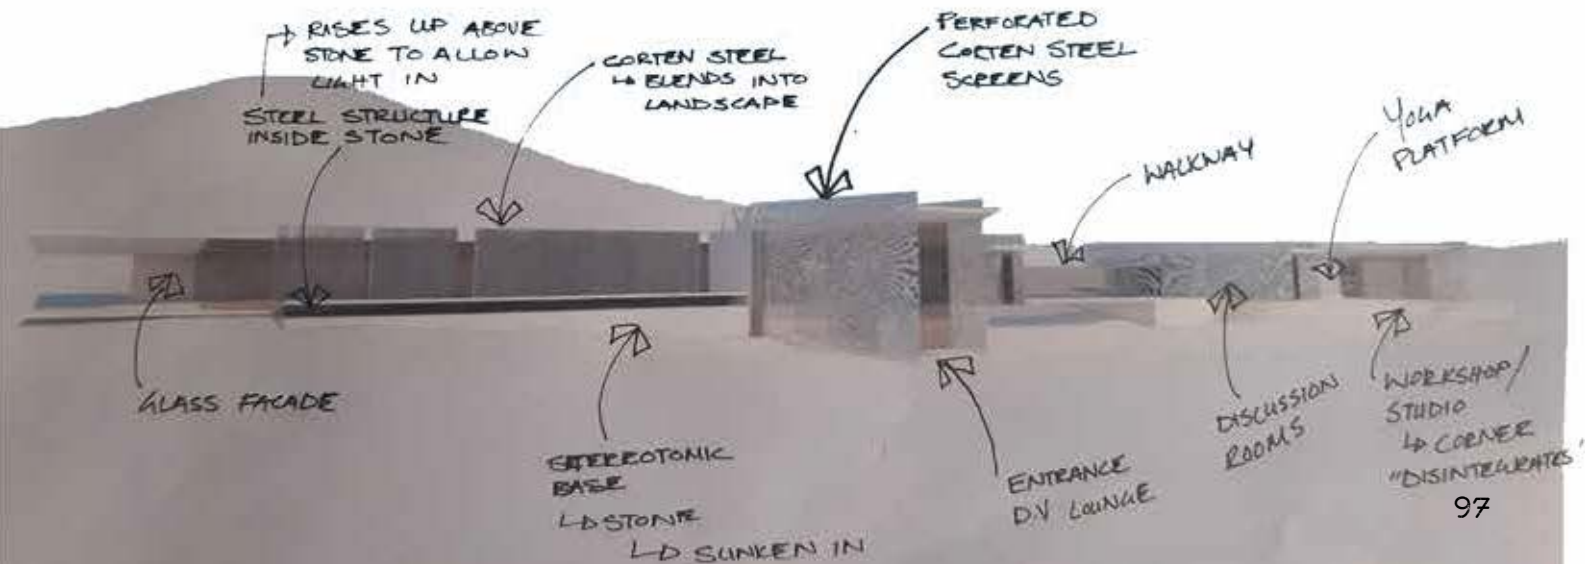 RISES UP ABOVE
STONE TO ALLOW
LIGHT IN
STEEL STRUCTURE
INSIDE STONE
CORTEN STEEL
↳ BLENDS INTO
LANDSCAPE
PERFORATED
CORTEN STEEL
SCREENS
WALKWAY
YOGA
PLATFORM
GLASS FACADE
STEREOTOMIC
BASE
↳ STONE
↳ SUNKEN IN
ENTRANCE
D.V LOUNGE
DISCUSSION
ROOMS
WORKSHOP/
STUDIO
↳ CORNER
"DISINTEGRATES"
97